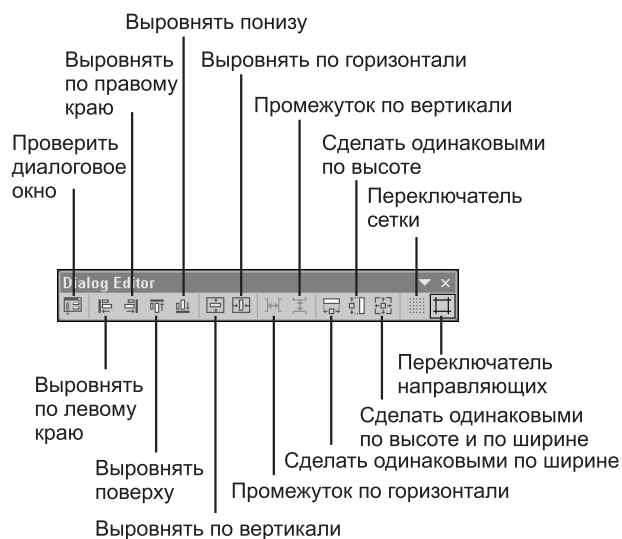 Выровнять понизу
Выровнять
по правому
краю
Выровнять по горизонтали
Промежуток по вертикали
Проверить
диалоговое
окно
Сделать одинаковыми
по высоте
Переключатель
сетки
Dialog Editor
Выровнять
по левому
краю
Переключатель
направляющих
Сделать одинаковыми
по высоте и по ширине
Выровнять
поверху
Сделать одинаковыми по ширине
Промежуток по горизонтали
Выровнять по вертикали